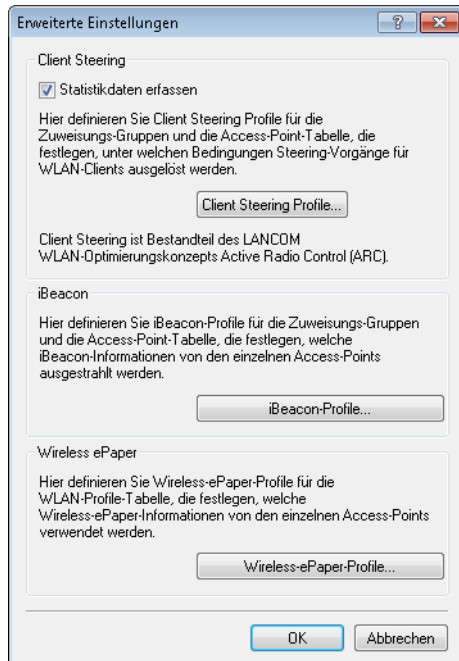 Erweiterte Einstellungen
Client Steering
Statistikdaten erfassen
Hier definieren Sie Client Steering Profile für die
Zuweisungs-Gruppen und die Access-Point-Tabelle, die
festlegen, unter welchen Bedingungen Steering-Vorgänge für
WLAN-Clients ausgelöst werden.
Client Steering Profile...
Client Steering ist Bestandteil des LANCOM
WLAN-Optimierungskonzepts Active Radio Control (ARC).
iBeacon
Hier definieren Sie iBeacon-Profile für die Zuweisungs-Gruppen
und die Access-Point-Tabelle, die festlegen, welche
iBeacon-Informationen von den einzelnen Access-Points
ausgestrahlt werden.
iBeacon-Profile...
Wireless ePaper
Hier definieren Sie Wireless-ePaper-Profile für die
WLAN-Profile-Tabelle, die festlegen, welche
Wireless-ePaper-Informationen von den einzelnen Access-Points
verwendet werden.
Wireless-ePaper-Profile...
OK
Abbrechen